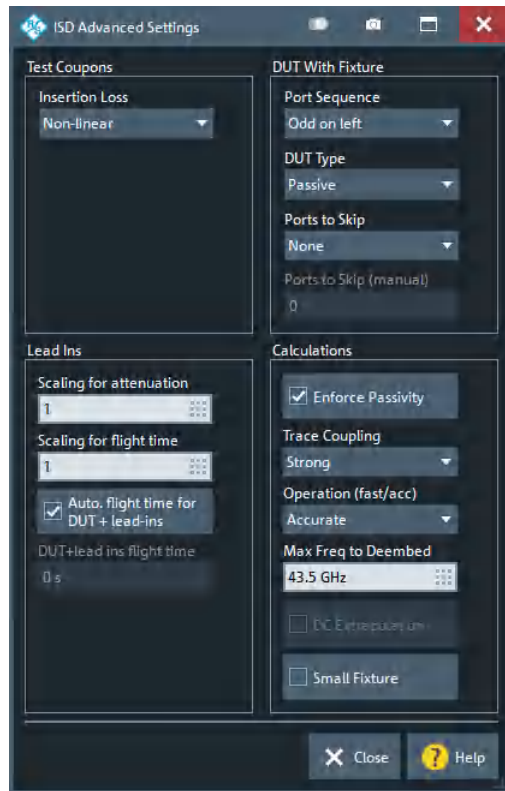 ISD Advanced Settings
Test Coupons
Insertion Loss
Non-linear
DUT With Fixture
Port Sequence
Odd on left
DUT Type
Passive
Ports to Skip
None
Ports to Skip (manual)
0
Lead Ins
Scaling for attenuation
1
Scaling for flight time
1
Auto. flight time for
DUT + lead-ins
DUT+lead ins flight time
0 s
Calculations
Enforce Passivity
Trace Coupling
Strong
Operation (fast/acc)
Accurate
Max Freq to Deembed
43.5 GHz
DC Extrapolation
Small Fixture
Close
? Help